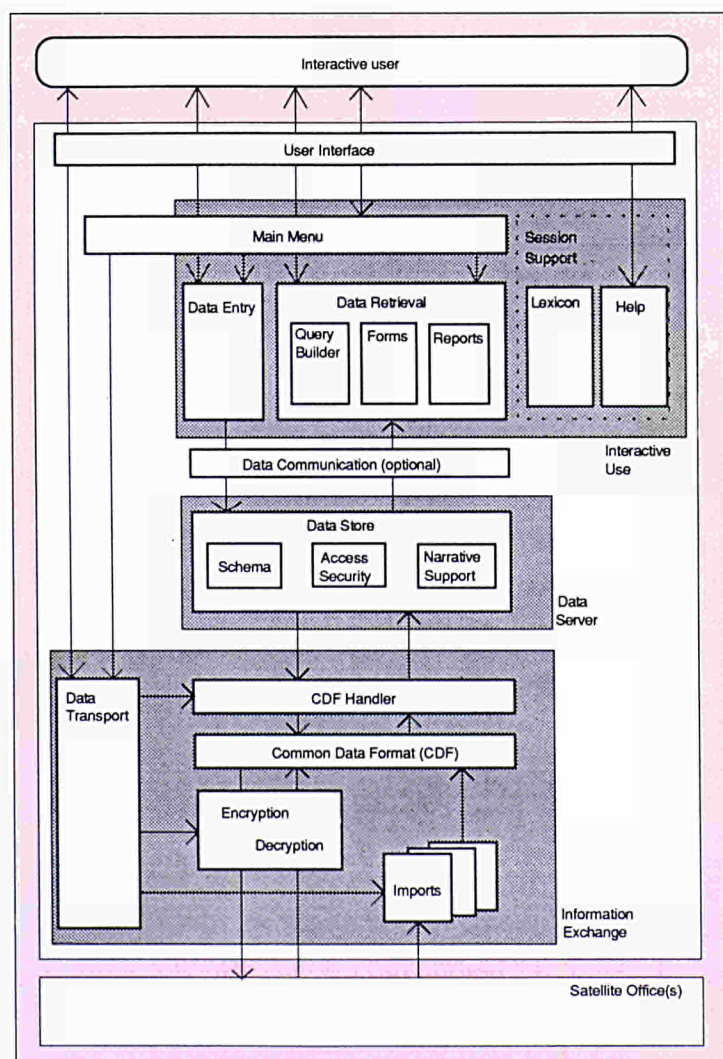 Interactive user
User Interface
Main Menu
Session
Support
Data Entry
Data Retrieval
Query
Builder
Forms
Reports
Lexicon
Help
Interactive
Use
Data Communication (optional)
Data Store
Schema
Access
Security
Narrative
Support
Data
Server
Data
Transport
CDF Handler
Common Data Format (CDF)
Encryption
Decryption
Imports
Information
Exchange
Satellite Office(s)